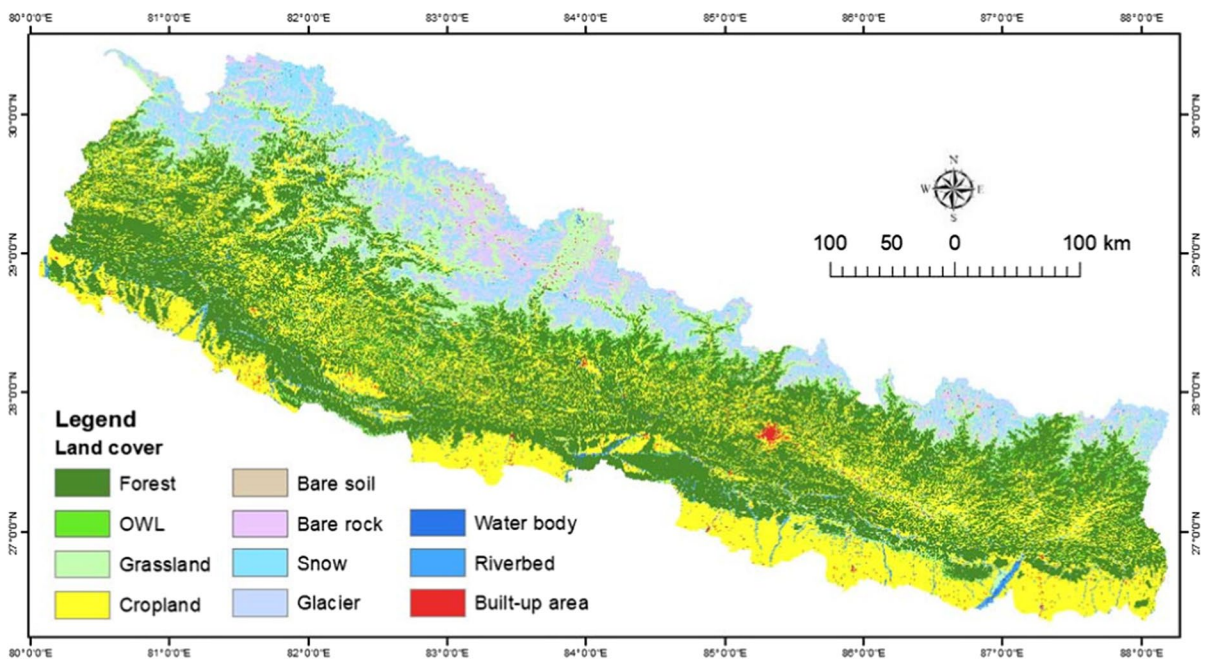 80°0'0"E 81°0'0"E 82°0'0"E 83°0'0"E 84°0'0"E 85°0'0"E 86°0'0"E 87°0'0"E 88°0'0"E
30°0'0"N 30°0'0"N
N
W E
S
100 50 0 100 km
29°0'0"N 29°0'0"N
28°0'0"N 28°0'0"N
Legend
Land cover
Forest
OWL
Grassland
Cropland
Bare soil
Bare rock
Snow
Glacier
Water body
Riverbed
Built-up area
27°0'0"N 27°0'0"N
80°0'0"E 81°0'0"E 82°0'0"E 83°0'0"E 84°0'0"E 85°0'0"E 86°0'0"E 87°0'0"E 88°0'0"E